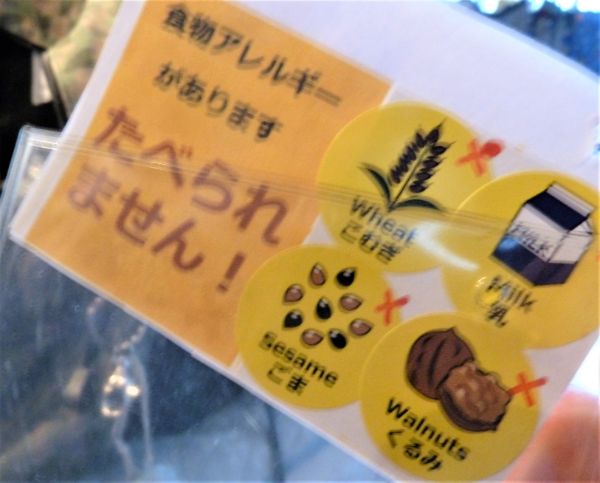 食物アレルギー
があります
たべられ
ません！
Wheat
こむぎ
MILK
Milk
乳
Sesame
ごま
Walnuts
くるみ